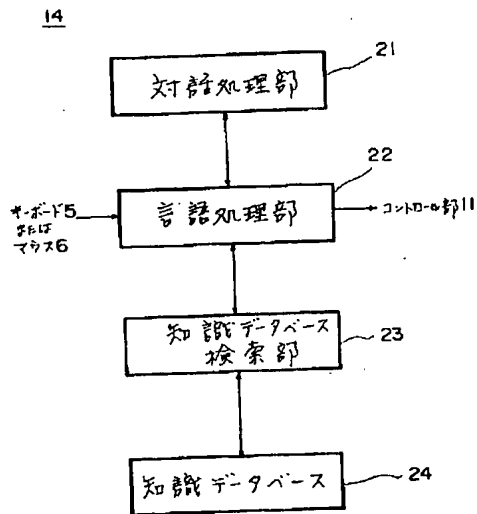 14
21
対話処理部
22
キーボード5
または
マウス6
言語処理部
コントロール部11
知識データベース
検索部
23
知識データベース
24